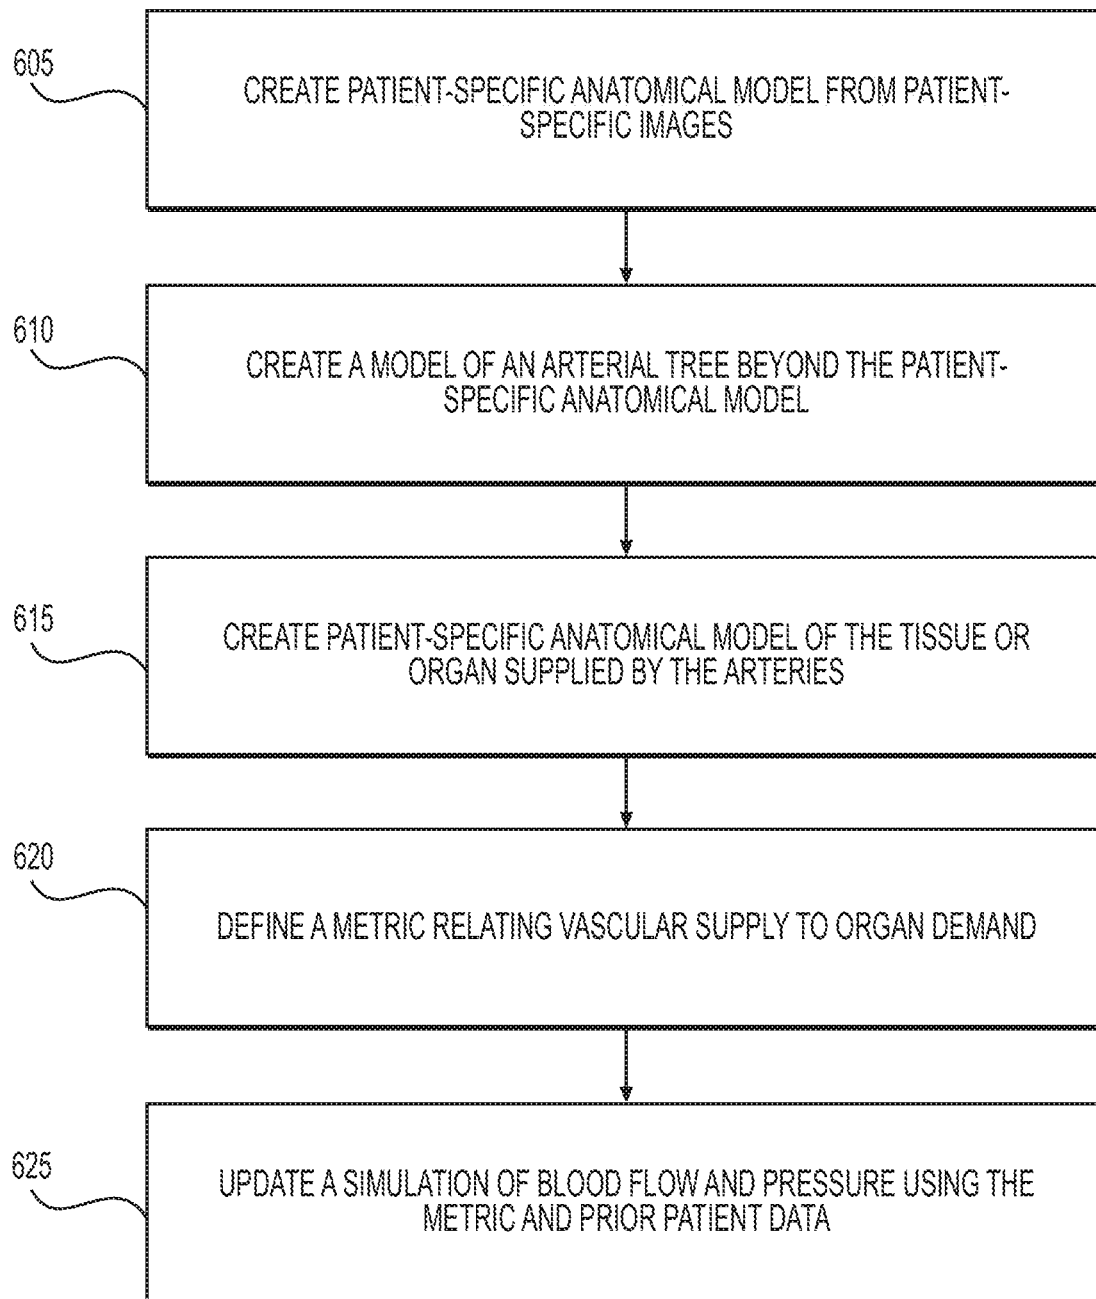 605
CREATE PATIENT-SPECIFIC ANATOMICAL MODEL FROM PATIENT-
SPECIFIC IMAGES
610
CREATE A MODEL OF AN ARTERIAL TREE BEYOND THE PATIENT-
SPECIFIC ANATOMICAL MODEL
615
CREATE PATIENT-SPECIFIC ANATOMICAL MODEL OF THE TISSUE OR
ORGAN SUPPLIED BY THE ARTERIES
620
DEFINE A METRIC RELATING VASCULAR SUPPLY TO ORGAN DEMAND
625
UPDATE A SIMULATION OF BLOOD FLOW AND PRESSURE USING THE
METRIC AND PRIOR PATIENT DATA